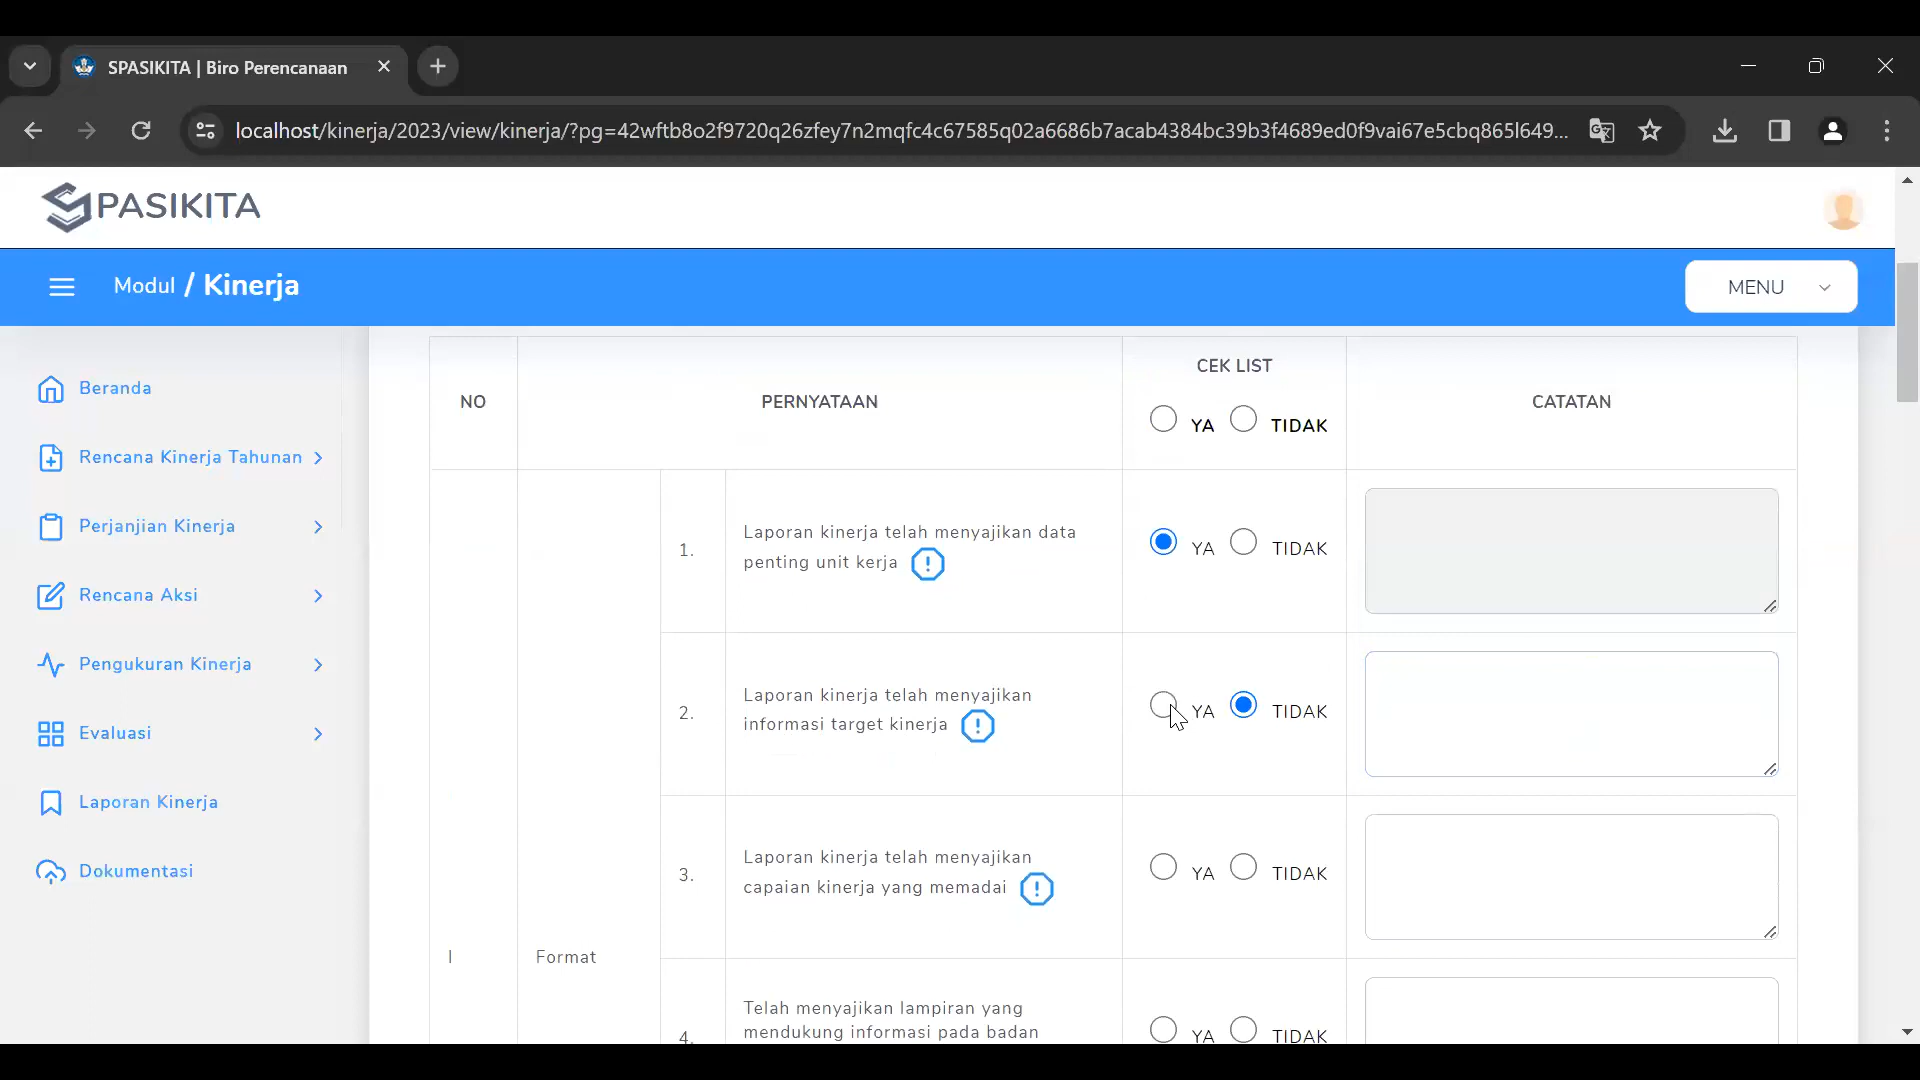 SPASIKITA | Biro Perencanaan
localhost/kinerja/2023/view/kinerja/?pg=42wftb8o2f9720q26zfey7n2mqfc4c67585q02a6686b7acab4384bc39b3f4689ed0f9vai67e5cbq865l649...
SPASIKITA
Modul / Kinerja
MENU
Beranda
Rencana Kinerja Tahunan
Perjanjian Kinerja
Rencana Aksi
Pengukuran Kinerja
Evaluasi
Laporan Kinerja
Dokumentasi
NO
PERNYATAAN
CEK LIST
YA TIDAK
CATATAN
I
Format
1.
Laporan kinerja telah menyajikan data
penting unit kerja
YA TIDAK
2.
Laporan kinerja telah menyajikan
informasi target kinerja
YA TIDAK
3.
Laporan kinerja telah menyajikan
capaian kinerja yang memadai
YA TIDAK
4.
Telah menyajikan lampiran yang
mendukung informasi pada badan
YA TIDAK